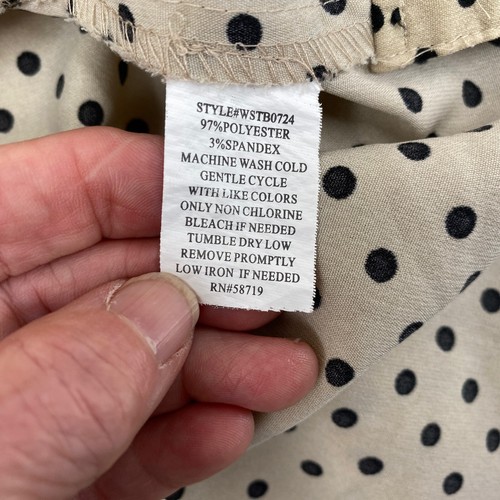 STYLE#WSTB0724
97%POLYESTER
3%SPANDEX
MACHINE WASH COLD
GENTLE CYCLE
WITH LIKE COLORS
ONLY NON CHLORINE
BLEACH IF NEEDED
TUMBLE DRY LOW
REMOVE PROMPTLY
LOW IRON IF NEEDED
RN#58719